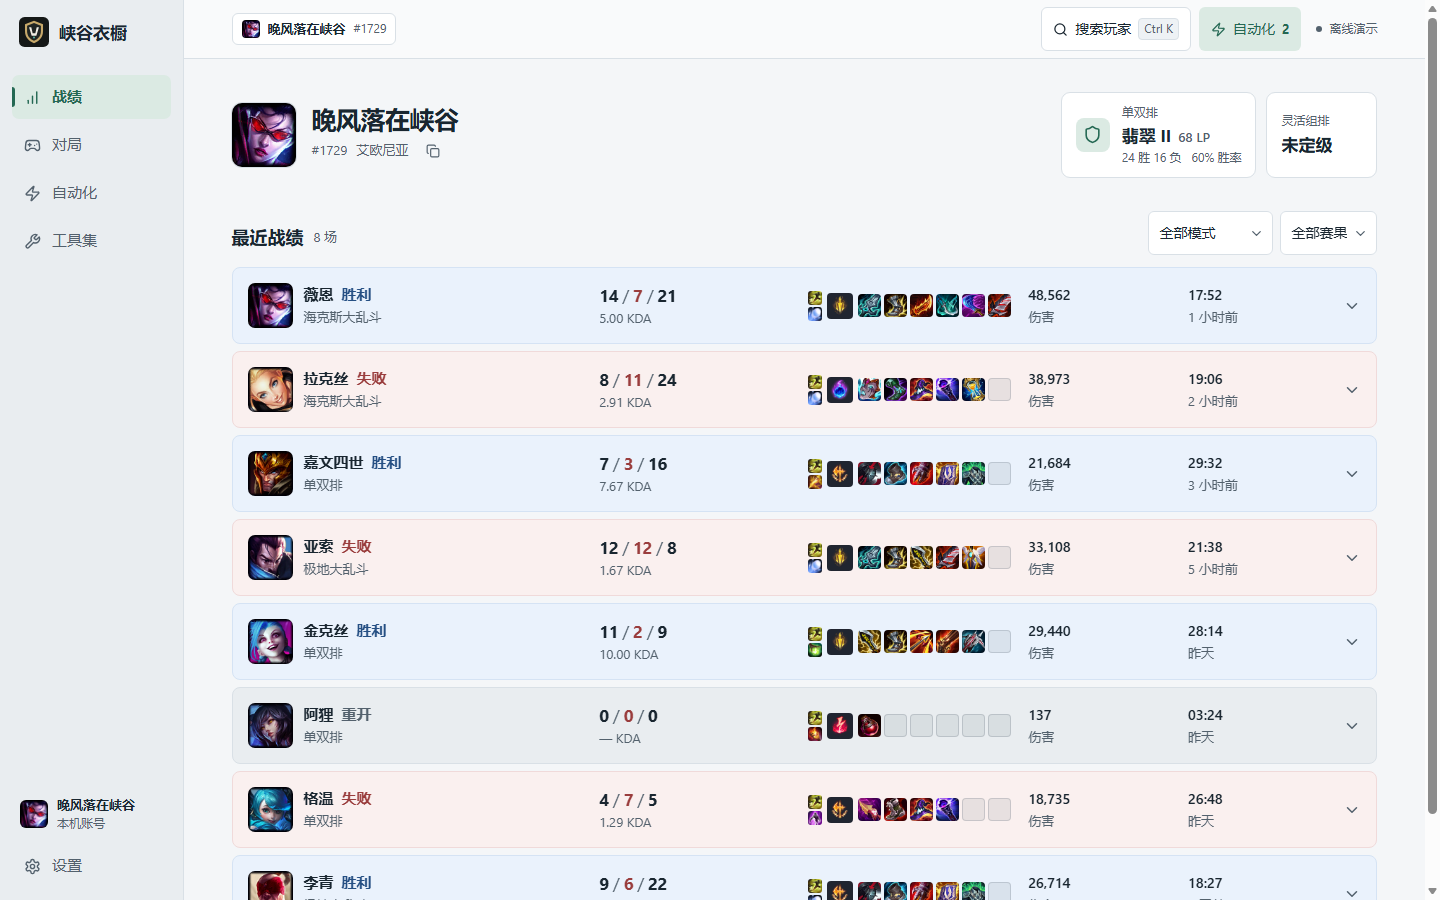 峡谷衣橱
晚风落在峡谷 #1729
搜索玩家 Ctrl K
自动化 2
离线演示
战绩
对局
自动化
工具集
晚风落在峡谷
#1729 艾欧尼亚
单双排
翡翠 II 68 LP
24 胜 16 负 60% 胜率
灵活组排
未定级
最近战绩 8 场
全部模式
全部赛果
薇恩 胜利
海克斯大乱斗
14 / 7 / 21
5.00 KDA
48,562
伤害
17:52
1 小时前
拉克丝 失败
海克斯大乱斗
8 / 11 / 24
2.91 KDA
38,973
伤害
19:06
2 小时前
嘉文四世 胜利
单双排
7 / 3 / 16
7.67 KDA
21,684
伤害
29:32
3 小时前
亚索 失败
极地大乱斗
12 / 12 / 8
1.67 KDA
33,108
伤害
21:38
5 小时前
金克丝 胜利
单双排
11 / 2 / 9
10.00 KDA
29,440
伤害
28:14
昨天
阿狸 重开
单双排
0 / 0 / 0
— KDA
137
伤害
03:24
昨天
格温 失败
单双排
4 / 7 / 5
1.29 KDA
18,735
伤害
26:48
昨天
李青 胜利
9 / 6 / 22
26,714
18:27
晚风落在峡谷
本机账号
设置